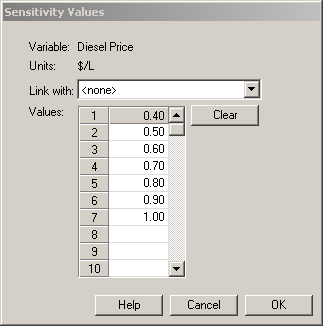 Sensitivity Values
Variable: Diesel Price
Units: $/L
Link with: <none>
Values:
1 0.40
2 0.50
3 0.60
4 0.70
5 0.80
6 0.90
7 1.00
8
9
10
Clear
Help Cancel OK